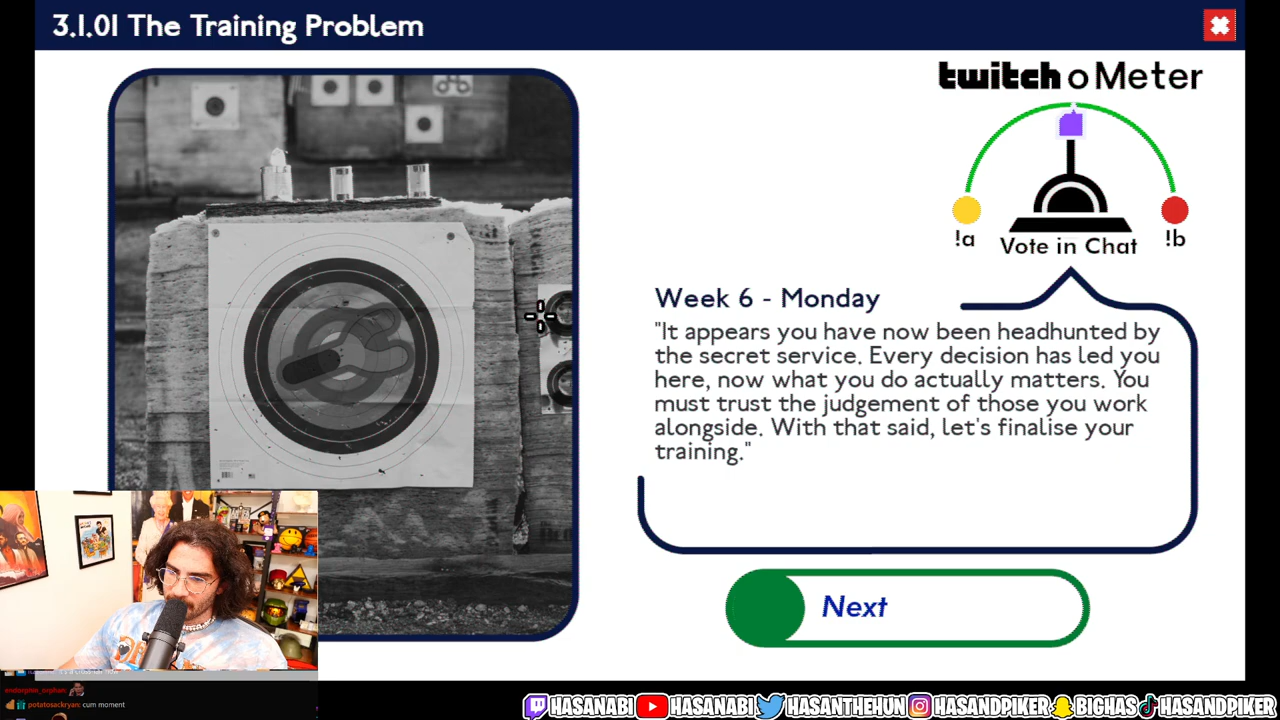 3.1.01 The Training Problem
twitch o Meter
!a
Vote in Chat
!b
Week 6 - Monday
"It appears you have now been headhunted by
the secret service. Every decision has led you
here, now what you do actually matters. You
must trust the judgement of those you work
alongside. With that said, let's finalise your
training."
Next
potatosackryan: cum moment
HASANABI HASANABI HASANTHEHUN HASANDPIKER BIGHAS HASANDPIKER